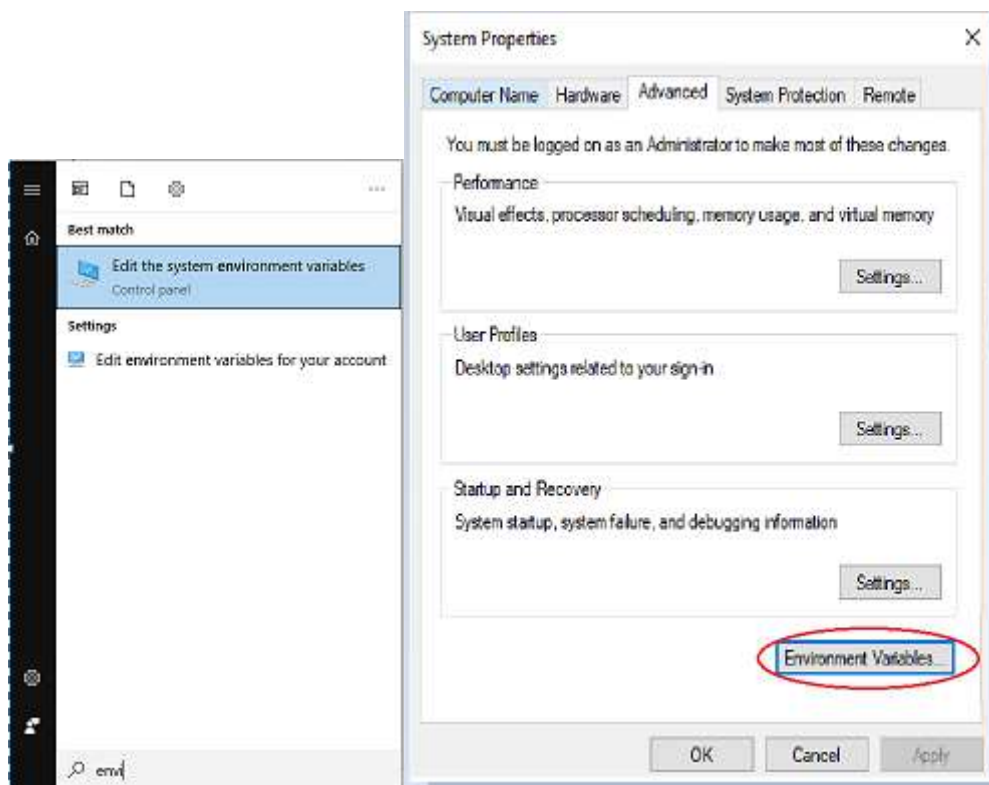 Best match
Edit the system environment variables
Control panel
Settings
Edit environment variables for your account
envi
System Properties
Computer Name Hardware Advanced System Protection Remote
You must be logged on as an Administrator to make most of these changes.
Performance
Visual effects, processor scheduling, memory usage, and virtual memory
Settings...
User Profiles
Desktop settings related to your sign-in
Settings...
Startup and Recovery
System startup, system failure, and debugging information
Settings...
Environment Variables...
OK Cancel Apply